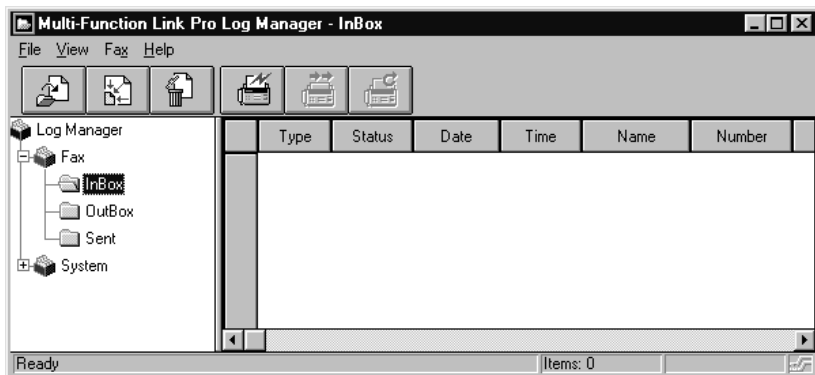 Multi-Function Link Pro Log Manager - InBox
File View Fax Help
Log Manager
Fax
InBox
OutBox
Sent
System
Type Status Date Time Name Number
Ready Items: 0